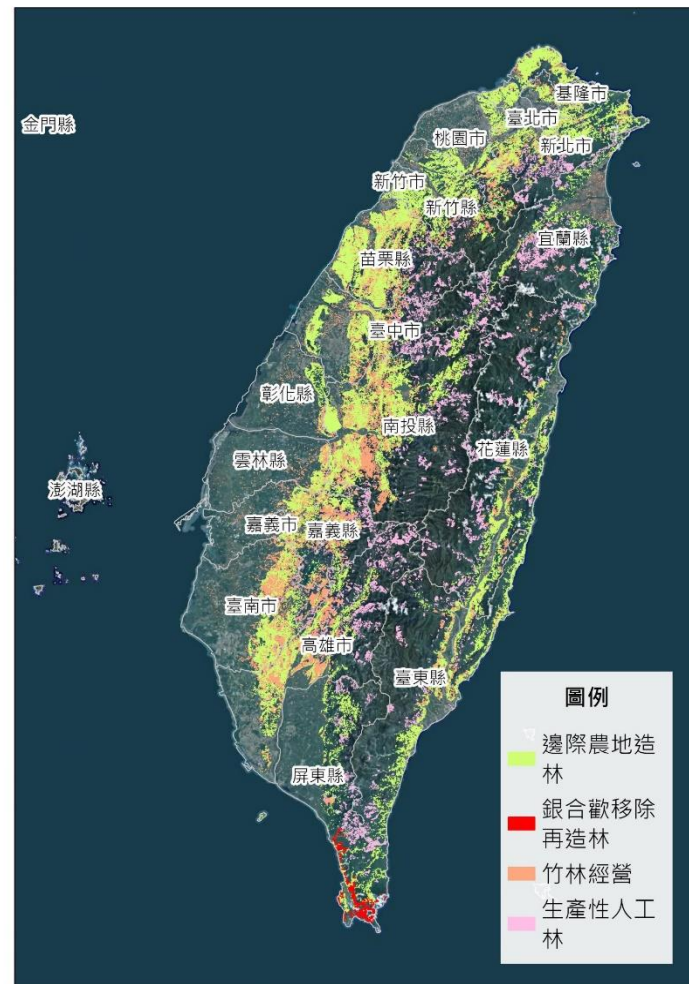 基隆市
金門縣
臺北市
桃園市
新北市
新竹市
新竹縣
宜蘭縣
苗栗縣
臺中市
彰化縣
南投縣
花蓮縣
雲林縣
澎湖縣
嘉義市
嘉義縣
臺南市
高雄市
臺東縣
屏東縣
圖例
邊際農地造
林
銀合歡移除
再造林
竹林經營
生產性人工
林